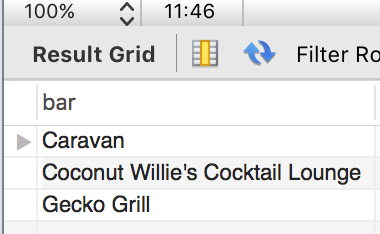 100% 11:46
Result Grid Filter Ro
bar
Caravan
Coconut Willie's Cocktail Lounge
Gecko Grill